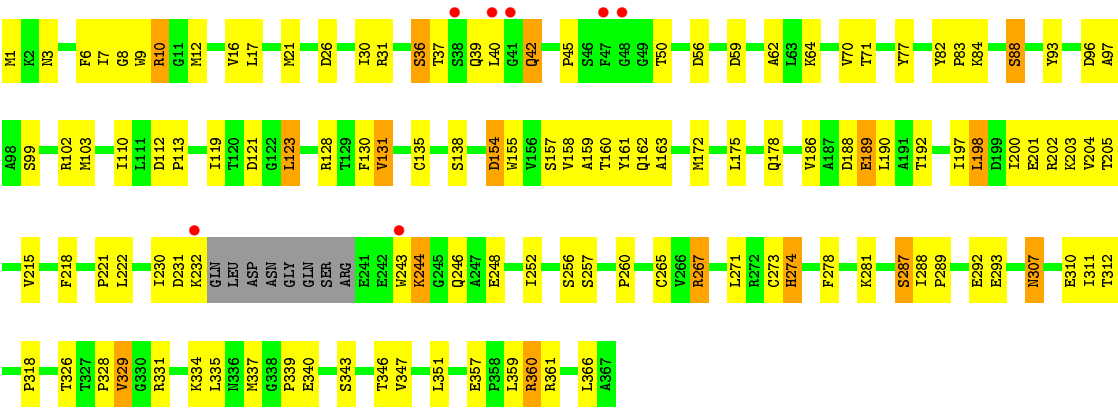 M1 K2 N3 F6 I7 G8 W9 R10 G11 M12 V16 L17 M21 D26 I30 R31 S36 T37 S38 Q39 L40 G41 Q42 P45 S46 F47 G48 G49 T50 D56 D59 A62 L63 K64 V70 T71 Y77 Y82 P83 K84 S88 Y93 D96 A97
A98 S99 R102 M103 I110 L111 D112 P113 I119 T120 D121 G122 L123 R128 T129 F130 V131 C135 S138 D154 W155 V156 S157 V158 A159 T160 Y161 Q162 A163 M172 L175 Q178 V186 A187 D188 E189 L190 A191 T192 I197 L198 D199 I200 E201 R202 K203 V204 T205
V215 F218 P221 L222 I230 D231 K232 GLN LEU ASP ASN GLY GLN SER ARG E241 E242 W243 K244 G245 Q246 A247 E248 I252 S256 S257 P260 C265 V266 R267 L271 R272 C273 H274 F278 K281 S287 I288 P289 E292 E293 N307 E310 I311 T312
P318 T326 T327 P328 V329 G330 R331 K334 L335 N336 M337 G338 P339 E340 S343 T346 V347 L351 E357 P358 L359 R360 R361 L366 A367